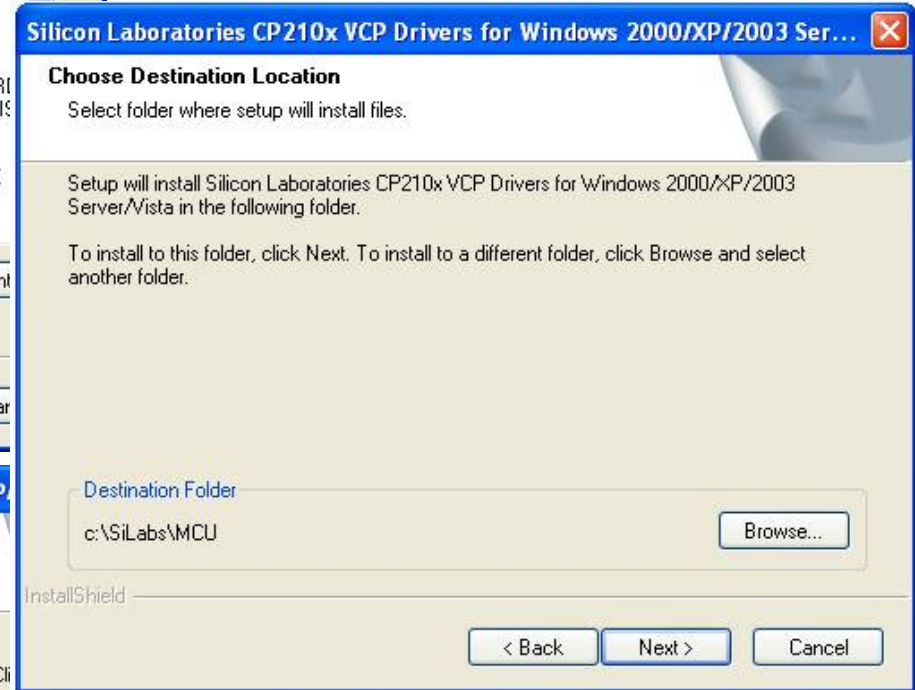 Silicon Laboratories CP210x VCP Drivers for Windows 2000/XP/2003 Ser...
Choose Destination Location
Select folder where setup will install files.
Setup will install Silicon Laboratories CP210x VCP Drivers for Windows 2000/XP/2003
Server/Vista in the following folder.
To install to this folder, click Next. To install to a different folder, click Browse and select
another folder.
Destination Folder
c:\SiLabs\MCU
Browse...
InstallShield
< Back
Next >
Cancel